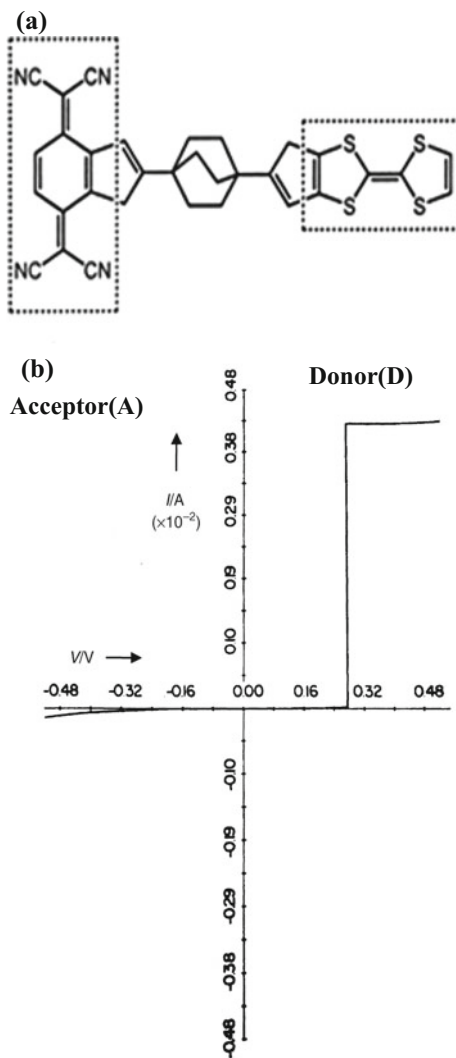 (a)
NC CN
S S
S S
NC CN
(b) Donor(D)
Acceptor(A)
I/A
(×10⁻²)
V/V
0.48
0.38
0.29
0.19
0.10
-0.48 -0.32 -0.16 0.00 0.16 0.32 0.48
-0.10
-0.19
-0.29
-0.38
-0.48